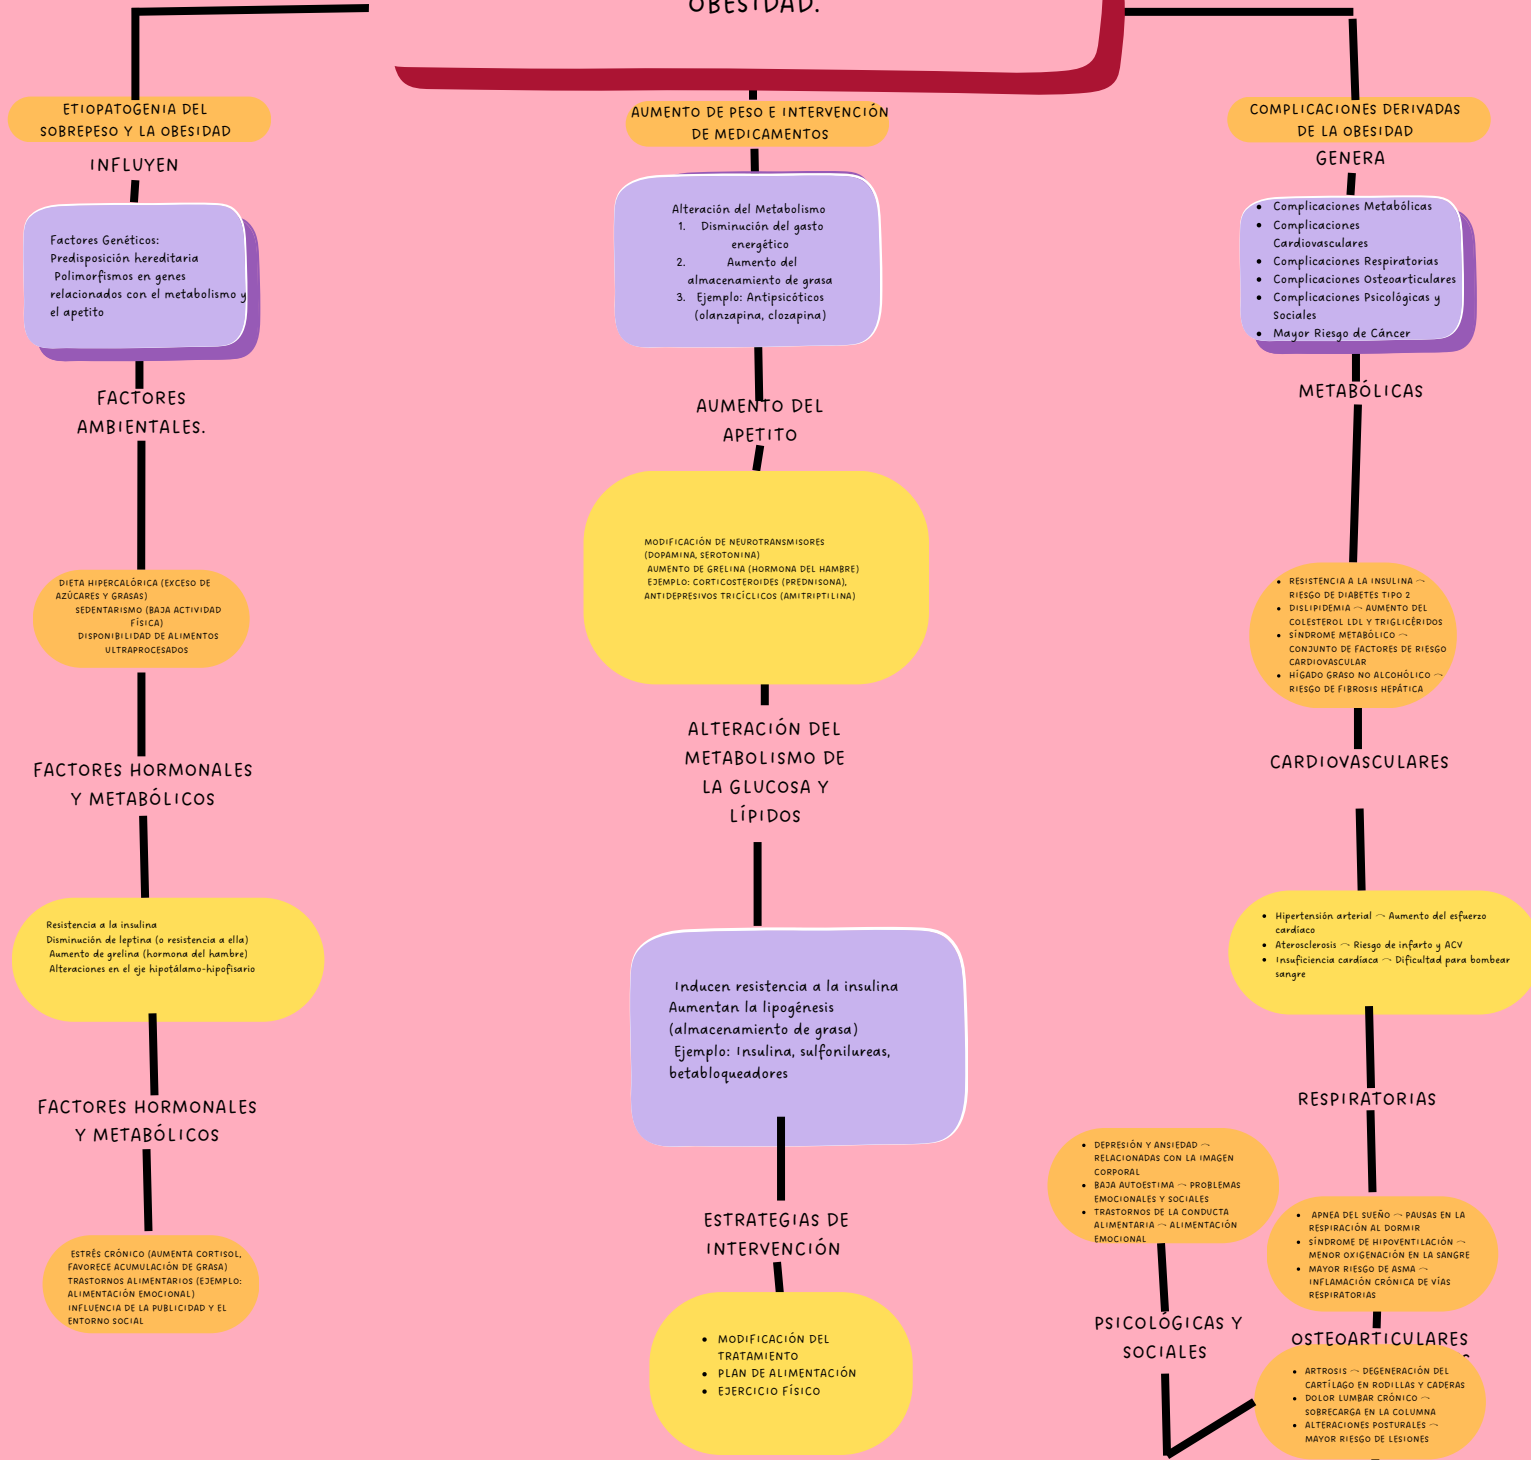 OBESIDAD.
ETIOPATOGENIA DEL
SOBREPESO Y LA OBESIDAD
INFLUYEN
Factores Genéticos:
Predisposición hereditaria
Polimorfismos en genes
relacionados con el metabolismo y
el apetito
FACTORES
AMBIENTALES.
DIETA HIPERCALÓRICA (EXCESO DE
AZÚCARES Y GRASAS)
SEDENTARISMO (BAJA ACTIVIDAD
FÍSICA)
DISPONIBILIDAD DE ALIMENTOS
ULTRAPROCESADOS
FACTORES HORMONALES
Y METABÓLICOS
Resistencia a la insulina
Disminución de leptina (o resistencia a ella)
Aumento de grelina (hormona del hambre)
Alteraciones en el eje hipotálamo-hipofisario
FACTORES HORMONALES
Y METABÓLICOS
ESTRÉS CRÓNICO (AUMENTA CORTISOL,
FAVORECE ACUMULACIÓN DE GRASA)
TRASTORNOS ALIMENTARIOS (EJEMPLO:
ALIMENTACIÓN EMOCIONAL)
INFLUENCIA DE LA PUBLICIDAD Y EL
ENTORNO SOCIAL
AUMENTO DE PESO E INTERVENCIÓN
DE MEDICAMENTOS
Alteración del Metabolismo
1. Disminución del gasto
energético
2. Aumento del
almacenamiento de grasa
3. Ejemplo: Antipsicóticos
(olanzapina, clozapina)
AUMENTO DEL
APETITO
MODIFICACIÓN DE NEUROTRANSMISORES
(DOPAMINA, SEROTONINA)
AUMENTO DE GRELINA (HORMONA DEL HAMBRE)
EJEMPLO: CORTICOSTEROIDES (PREDNISONA),
ANTIDEPRESIVOS TRICÍCLICOS (AMITRIPTILINA)
ALTERACIÓN DEL
METABOLISMO DE
LA GLUCOSA Y
LÍPIDOS
Inducen resistencia a la insulina
Aumentan la lipogénesis
(almacenamiento de grasa)
Ejemplo: Insulina, sulfonilureas,
betabloqueadores
ESTRATEGIAS DE
INTERVENCIÓN
• MODIFICACIÓN DEL
TRATAMIENTO
• PLAN DE ALIMENTACIÓN
• EJERCICIO FÍSICO
COMPLICACIONES DERIVADAS
DE LA OBESIDAD
GENERA
• Complicaciones Metabólicas
• Complicaciones
Cardiovasculares
• Complicaciones Respiratorias
• Complicaciones Osteoarticulares
• Complicaciones Psicológicas y
Sociales
• Mayor Riesgo de Cáncer
METABÓLICAS
• RESISTENCIA A LA INSULINA →
RIESGO DE DIABETES TIPO 2
• DISLIPIDEMIA → AUMENTO DEL
COLESTEROL LDL Y TRIGLICÉRIDOS
• SÍNDROME METABÓLICO →
CONJUNTO DE FACTORES DE RIESGO
CARDIOVASCULAR
• HÍGADO GRASO NO ALCOHÓLICO →
RIESGO DE FIBROSIS HEPÁTICA
CARDIOVASCULARES
• Hipertensión arterial → Aumento del esfuerzo
cardíaco
• Aterosclerosis → Riesgo de infarto y ACV
• Insuficiencia cardíaca → Dificultad para bombear
sangre
RESPIRATORIAS
• APNEA DEL SUEÑO → PAUSAS EN LA
RESPIRACIÓN AL DORMIR
• SÍNDROME DE HIPOVENTILACIÓN →
MENOR OXIGENACIÓN EN LA SANGRE
• MAYOR RIESGO DE ASMA →
INFLAMACIÓN CRÓNICA DE VÍAS
RESPIRATORIAS
OSTEOARTICULARES
• ARTROSIS → DEGENERACIÓN DEL
CARTÍLAGO EN RODILLAS Y CADERAS
• DOLOR LUMBAR CRÓNICO →
SOBRECARGA EN LA COLUMNA
• ALTERACIONES POSTURALES →
MAYOR RIESGO DE LESIONES
• DEPRESIÓN Y ANSIEDAD →
RELACIONADAS CON LA IMAGEN
CORPORAL
• BAJA AUTOESTIMA → PROBLEMAS
EMOCIONALES Y SOCIALES
• TRASTORNOS DE LA CONDUCTA
ALIMENTARIA → ALIMENTACIÓN
EMOCIONAL
PSICOLÓGICAS Y
SOCIALES